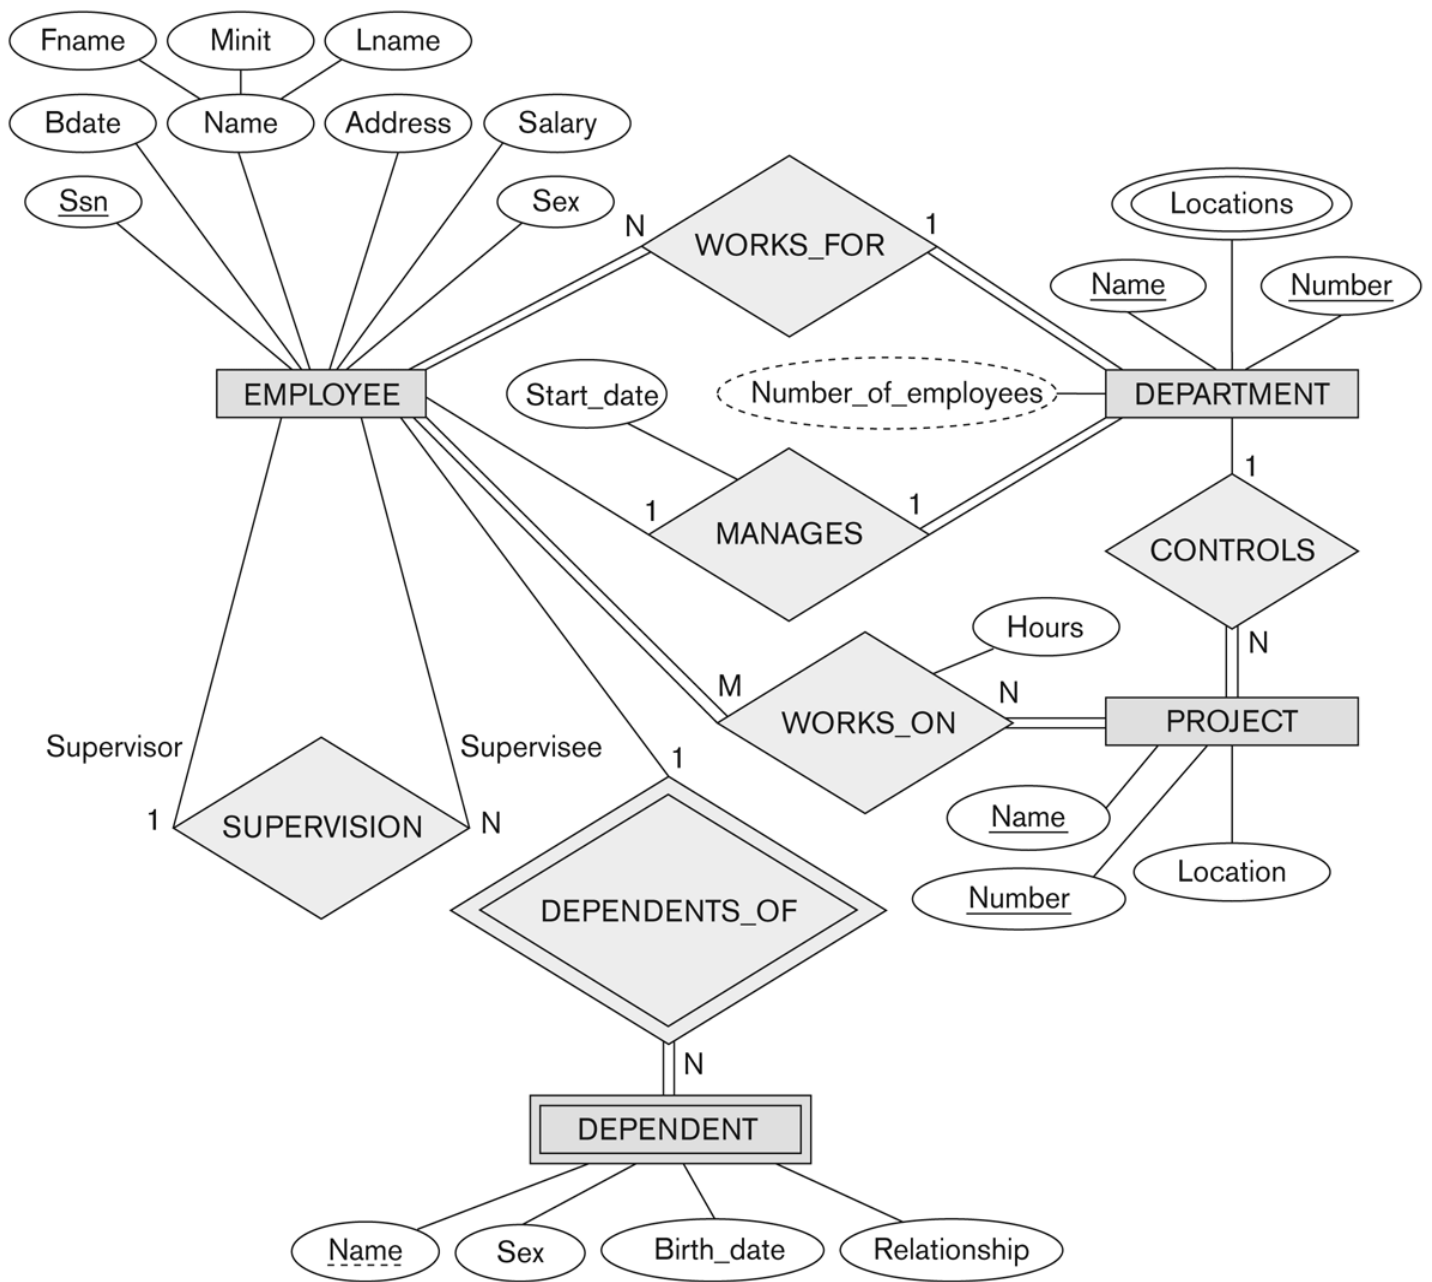 Fname
Minit
Lname
Bdate
Name
Address
Salary
Ssn
Sex
N
WORKS_FOR
1
Locations
Name
Number
EMPLOYEE
Start_date
Number_of_employees
DEPARTMENT
1
MANAGES
1
1
CONTROLS
N
Hours
M
WORKS_ON
N
PROJECT
Supervisor
Supervisee
1
SUPERVISION
N
1
Name
Number
Location
DEPENDENTS_OF
N
DEPENDENT
Name
Sex
Birth_date
Relationship